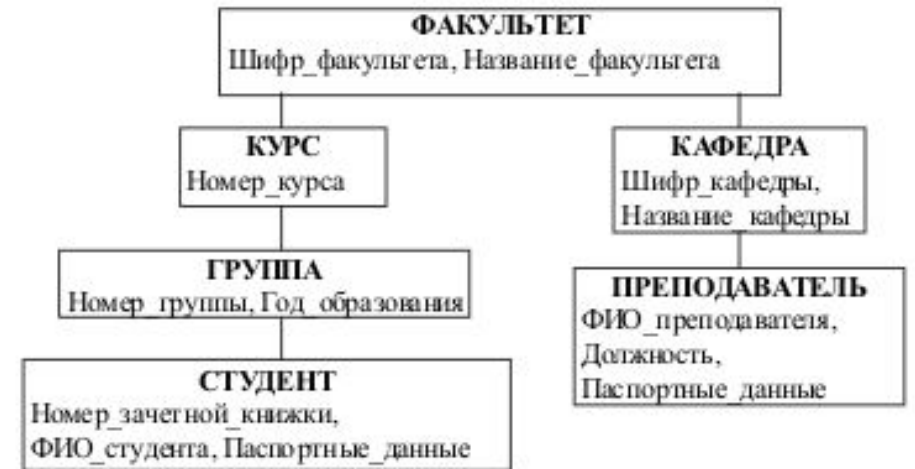 ФАКУЛЬТЕТ
Шифр_факультета, Название_факультета
КУРС
Номер_курса
КАФЕДРА
Шифр_кафедры,
Название_кафедры
ГРУППА
Номер_группы, Год_образования
ПРЕПОДАВАТЕЛЬ
ФИО_преподавателя,
Должность,
Паспортные_данные
СТУДЕНТ
Номер_зачетной_книжки,
ФИО_студента, Паспортные_данные